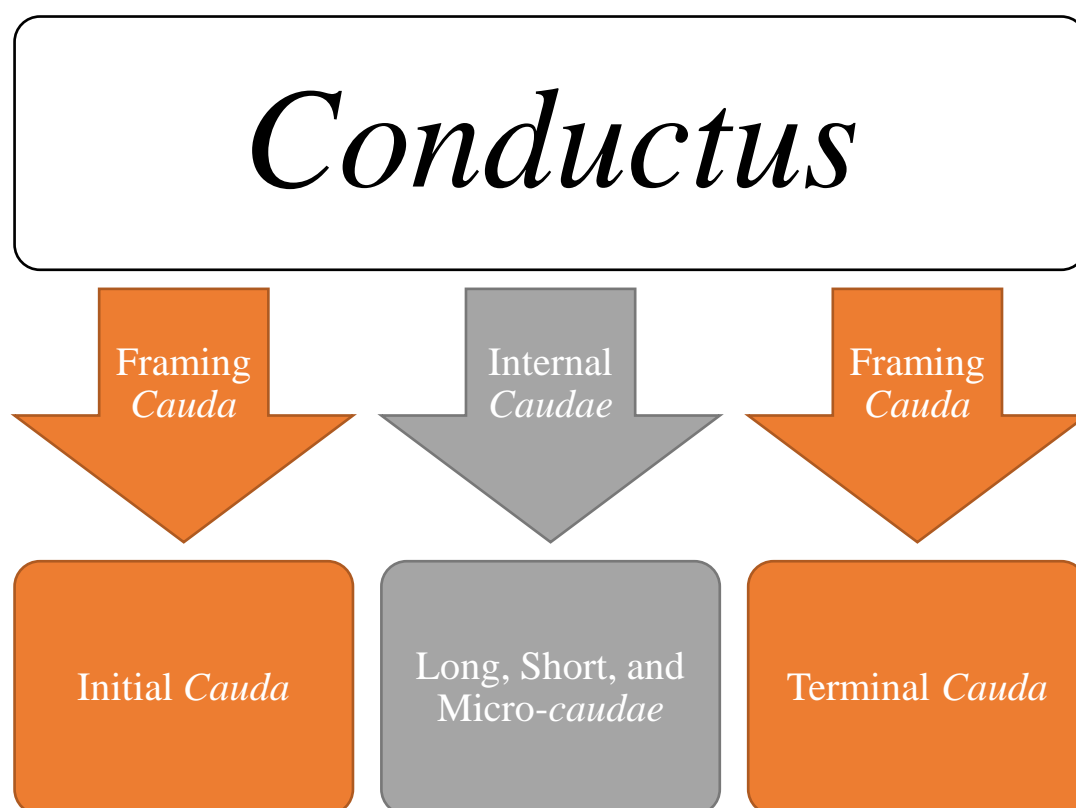 Conductus
Framing
Cauda
Internal
Caudae
Framing
Cauda
Initial Cauda
Long, Short, and
Micro-caudae
Terminal Cauda